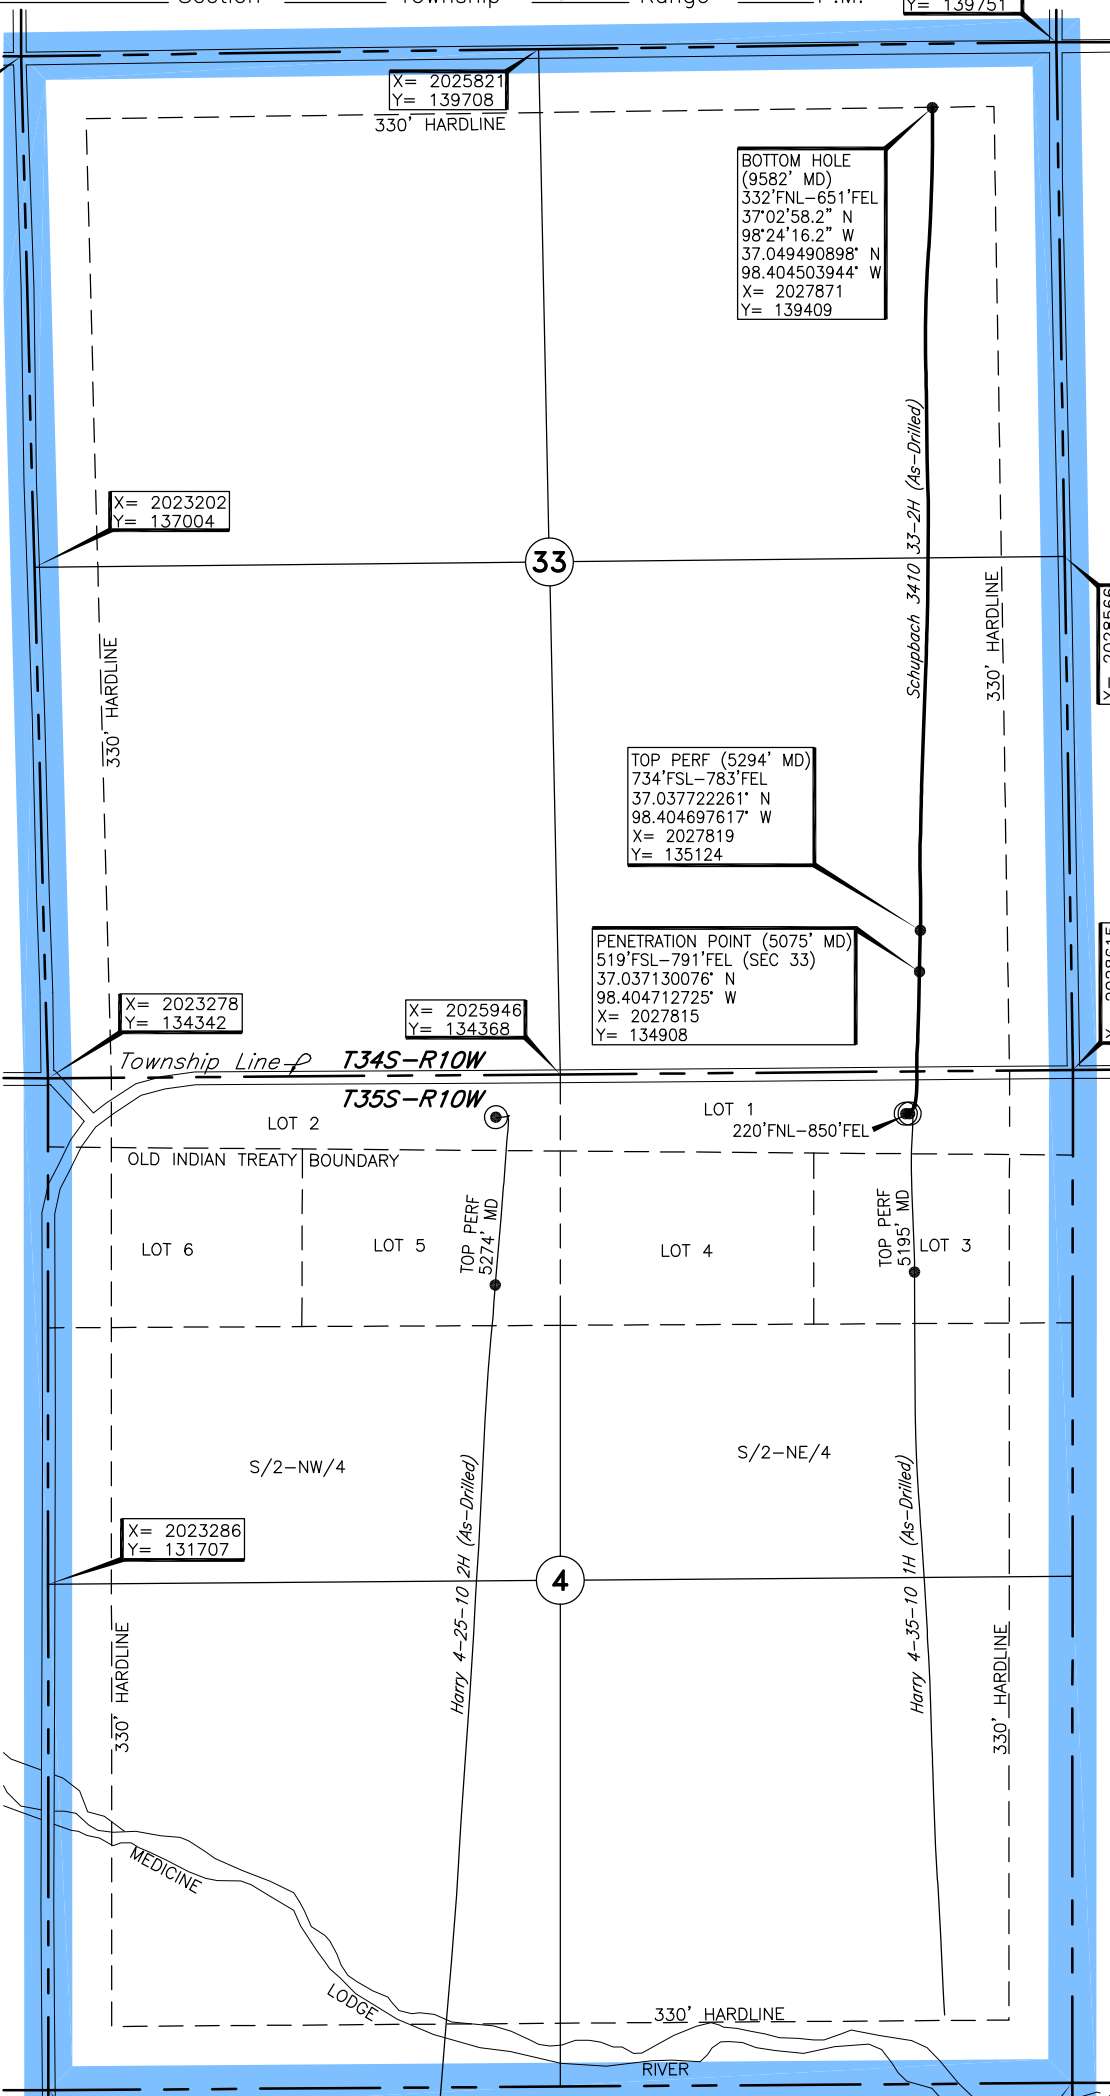 Section Township Range P.M.
Y= 139751
X= 2025821
Y= 139708
330' HARDLINE
BOTTOM HOLE
(9582' MD)
332'FNL-651'FEL
37°02'58.2" N
98°24'16.2" W
37.049490898° N
98.404503944° W
X= 2027871
Y= 139409
Schupbach 3410 33-2H (As-Drilled)
X= 2023202
Y= 137004
33
330' HARDLINE
330' HARDLINE
X= 2028566
TOP PERF (5294' MD)
734'FSL-783'FEL
37.037722261° N
98.404697617° W
X= 2027819
Y= 135124
PENETRATION POINT (5075' MD)
519'FSL-791'FEL (SEC 33)
37.037130076° N
98.404712725° W
X= 2027815
Y= 134908
X= 2023278
Y= 134342
X= 2025946
Y= 134368
Township Line
T34S-R10W
T35S-R10W
LOT 2
LOT 1
220'FNL-850'FEL
OLD INDIAN TREATY BOUNDARY
LOT 6
LOT 5
TOP PERF
5274' MD
LOT 4
TOP PERF
5195' MD
LOT 3
S/2-NW/4
S/2-NE/4
Harry 4-25-10 2H (As-Drilled)
Harry 4-35-10 1H (As-Drilled)
X= 2023286
Y= 131707
4
330' HARDLINE
330' HARDLINE
MEDICINE
LODGE
330' HARDLINE
RIVER